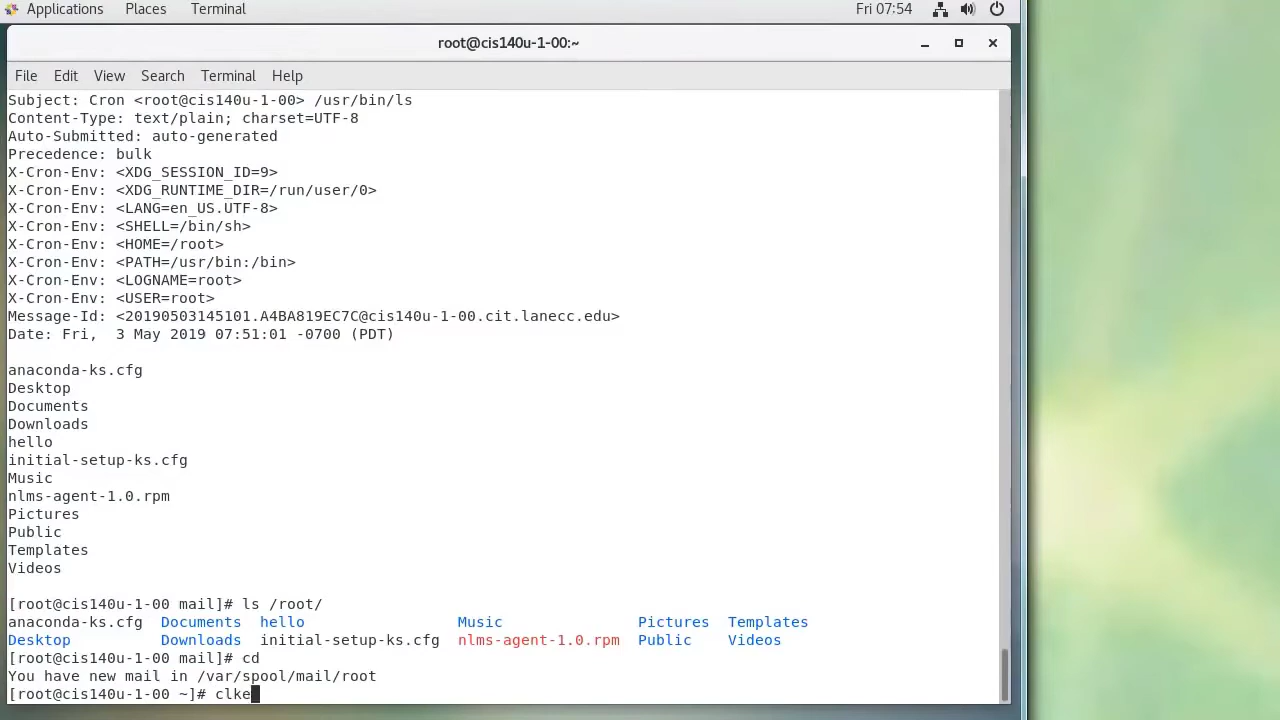 Applications Places Terminal Fri 07:54
root@cis140u-1-00:~
File Edit View Search Terminal Help
Subject: Cron <root@cis140u-1-00> /usr/bin/ls
Content-Type: text/plain; charset=UTF-8
Auto-Submitted: auto-generated
Precedence: bulk
X-Cron-Env: <XDG_SESSION_ID=9>
X-Cron-Env: <XDG_RUNTIME_DIR=/run/user/0>
X-Cron-Env: <LANG=en_US.UTF-8>
X-Cron-Env: <SHELL=/bin/sh>
X-Cron-Env: <HOME=/root>
X-Cron-Env: <PATH=/usr/bin:/bin>
X-Cron-Env: <LOGNAME=root>
X-Cron-Env: <USER=root>
Message-Id: <20190503145101.A4BA819EC7C@cis140u-1-00.cit.lanecc.edu>
Date: Fri,  3 May 2019 07:51:01 -0700 (PDT)
anaconda-ks.cfg
Desktop
Documents
Downloads
hello
initial-setup-ks.cfg
Music
nlms-agent-1.0.rpm
Pictures
Public
Templates
Videos
[root@cis140u-1-00 mail]# ls /root/
anaconda-ks.cfg  Documents  hello                 Music               Pictures  Templates
Desktop          Downloads  initial-setup-ks.cfg  nlms-agent-1.0.rpm  Public    Videos
[root@cis140u-1-00 mail]# cd
You have new mail in /var/spool/mail/root
[root@cis140u-1-00 ~]# clke